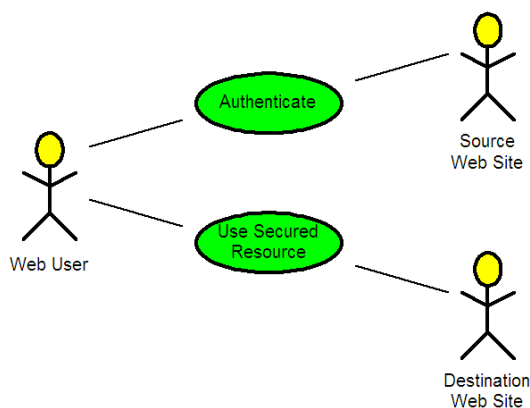 Authenticate
Source
Web Site
Web User
Use Secured
Resource
Destination
Web Site